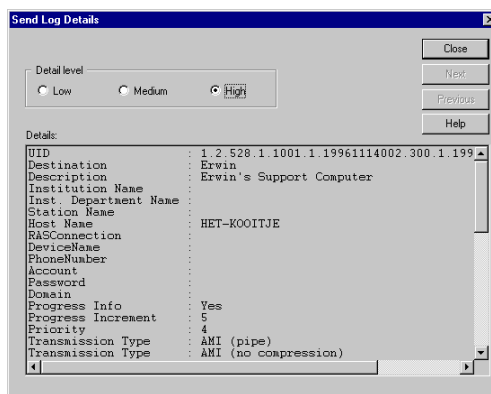 Send Log Details
Close
Detail level
Low Medium High
Next
Previous
Help
Details:
UID : 1.2.528.1.1001.1.19961114002.300.1.199
Destination : Erwin
Description : Erwin's Support Computer
Institution Name :
Inst. Department Name :
Station Name :
Host Name : HET-KOOITJE
RASConnection :
DeviceName :
PhoneNumber :
Account :
Password :
Domain :
Progress Info : Yes
Progress Increment : 5
Priority : 4
Transmission Type : AMI (pipe)
Transmission Type : AMI (no compression)